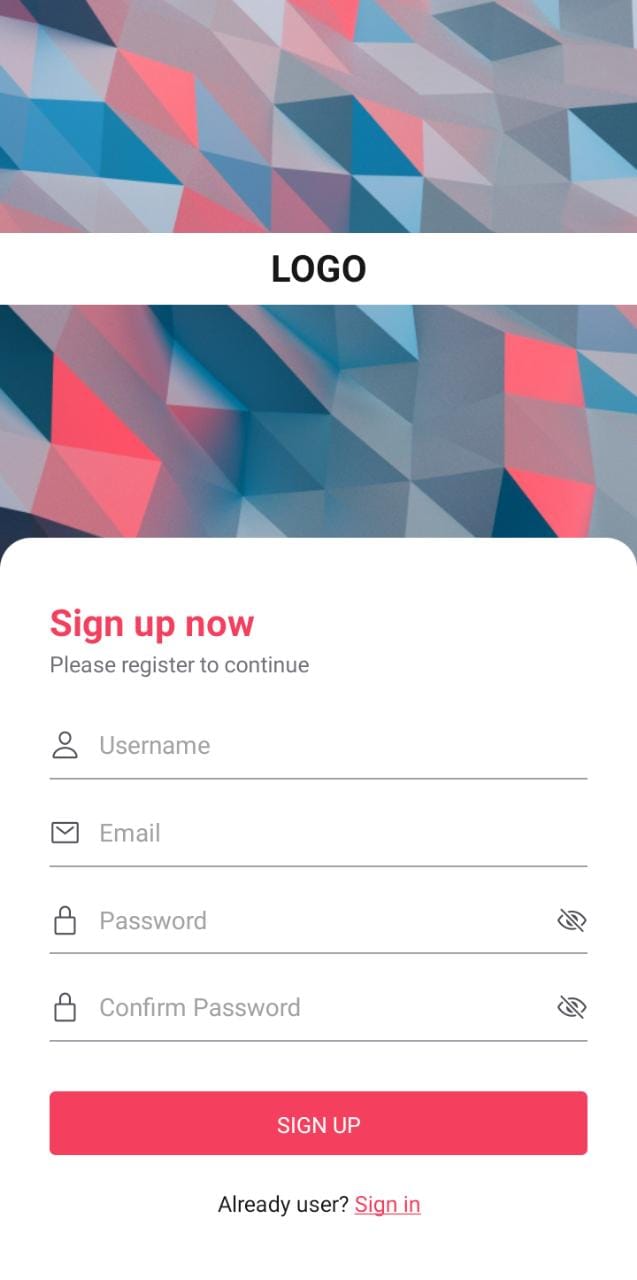 LOGO
Sign up now
Please register to continue
Username
Email
Password
Confirm Password
SIGN UP
Already user? Sign in